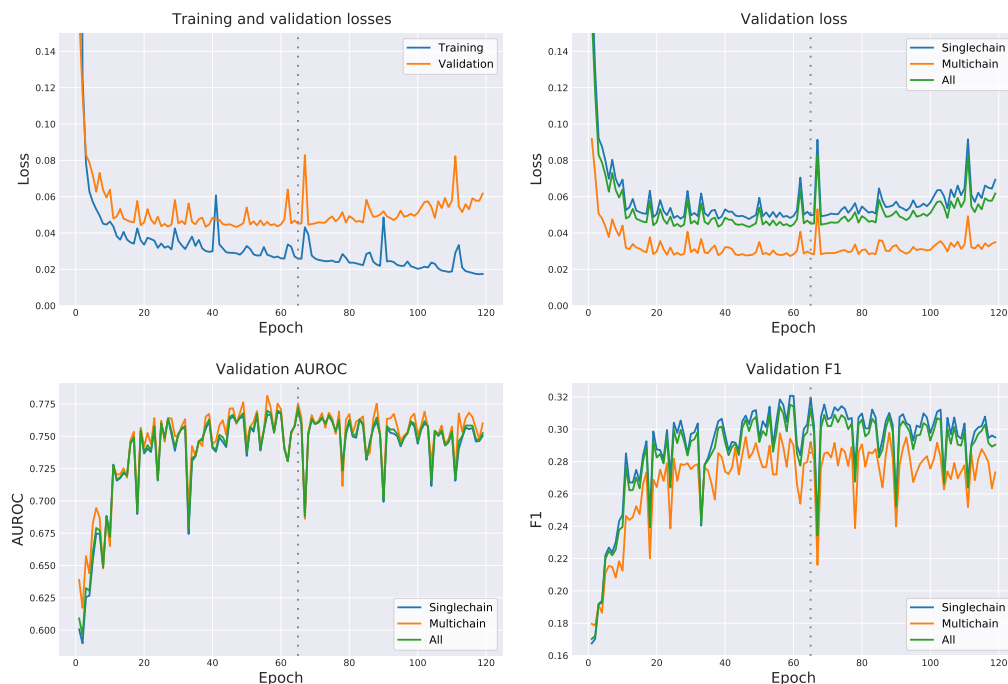 Training and validation losses
Loss
0.14
0.12
0.10
0.08
0.06
0.04
0.02
0.00
0 20 40 60 80 100 120
Epoch
Training
Validation
Validation loss
Loss
0.14
0.12
0.10
0.08
0.06
0.04
0.02
0.00
0 20 40 60 80 100 120
Epoch
Singlechain
Multichain
All
Validation AUROC
AUROC
0.775
0.750
0.725
0.700
0.675
0.650
0.625
0.600
0 20 40 60 80 100 120
Epoch
Singlechain
Multichain
All
Validation F1
F1
0.32
0.30
0.28
0.26
0.24
0.22
0.20
0.18
0.16
0 20 40 60 80 100 120
Epoch
Singlechain
Multichain
All